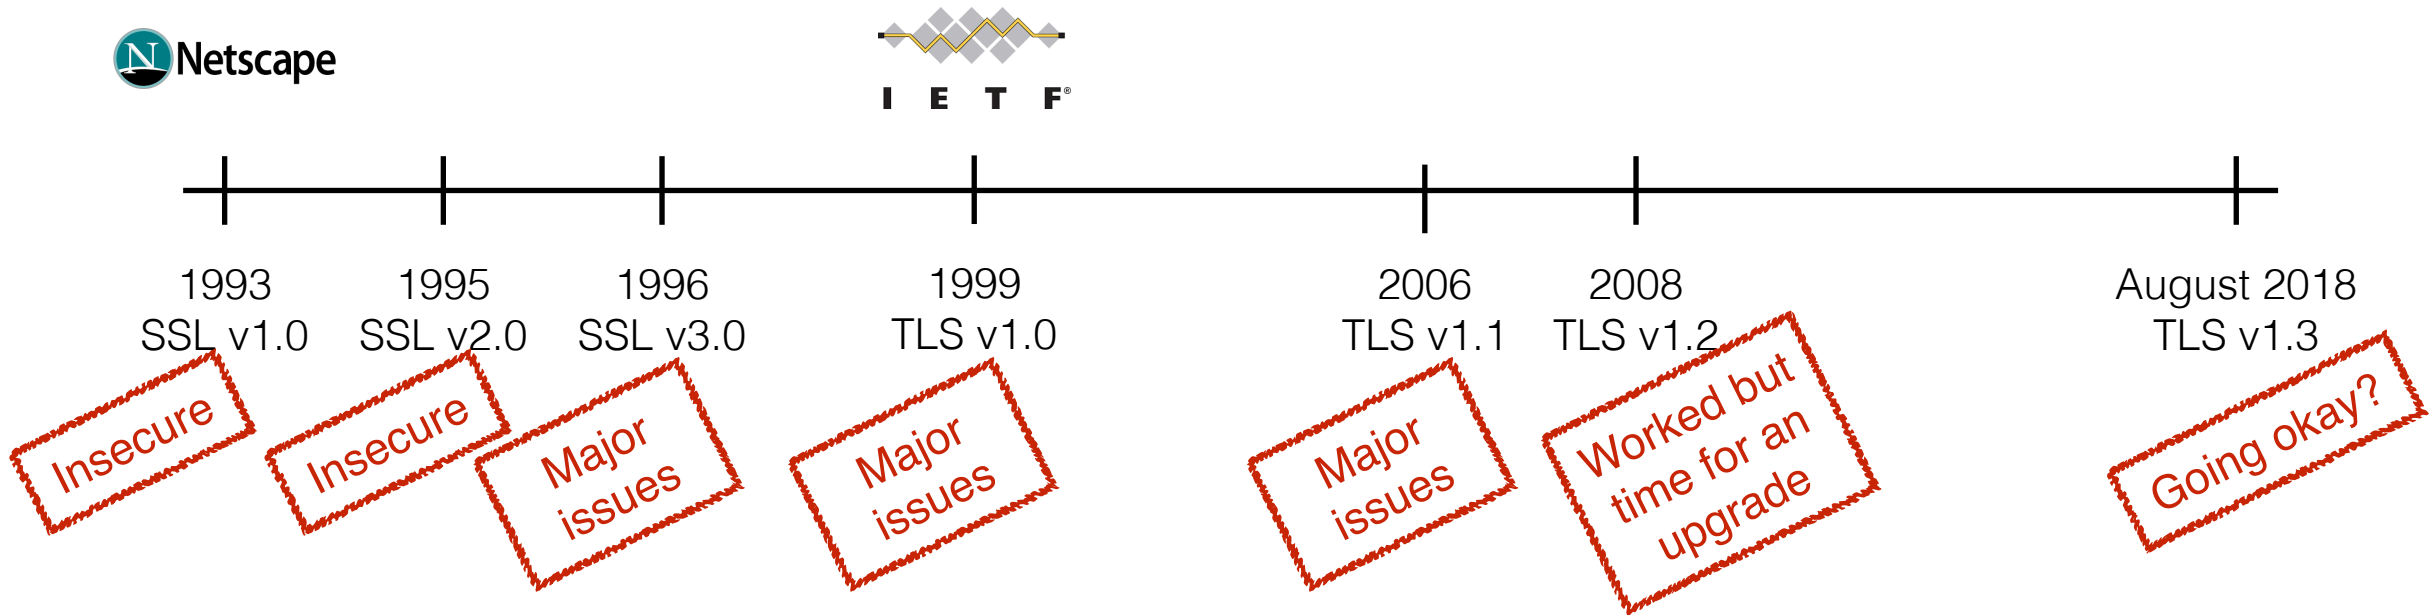 Netscape
I E T F®
1993
SSL v1.0
Insecure
1995
SSL v2.0
Insecure
1996
SSL v3.0
Major
issues
1999
TLS v1.0
Major
issues
2006
TLS v1.1
Major
issues
2008
TLS v1.2
Worked but
time for an
upgrade
August 2018
TLS v1.3
Going okay?